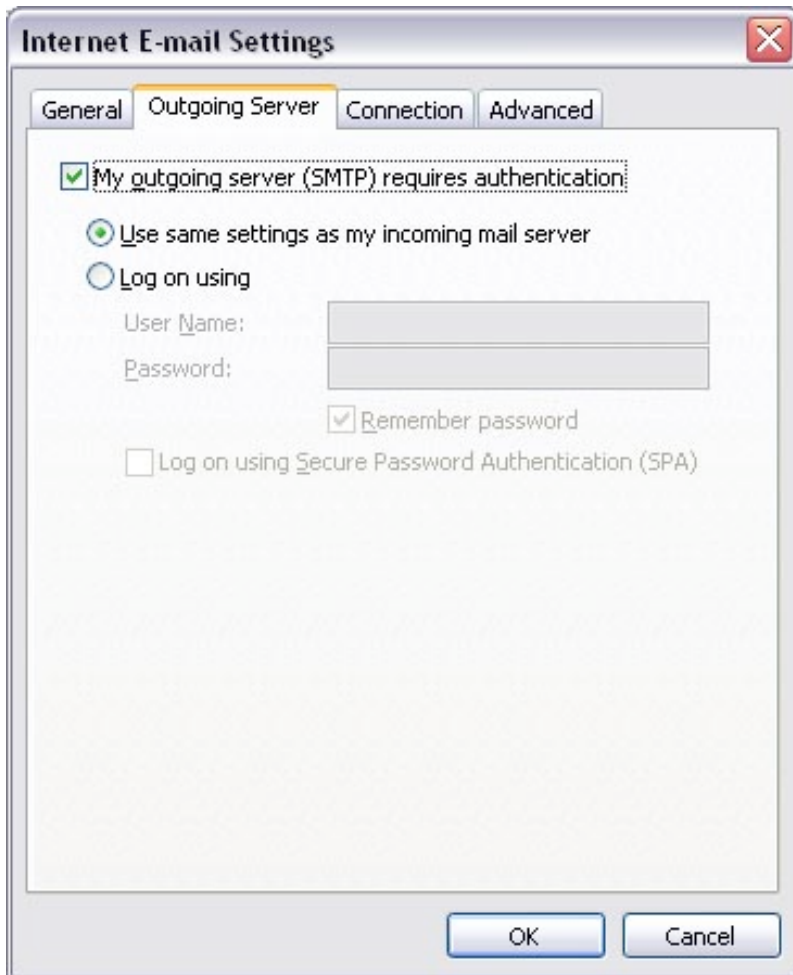 Internet E-mail Settings
General Outgoing Server Connection Advanced
My outgoing server (SMTP) requires authentication
Use same settings as my incoming mail server
Log on using
User Name:
Password:
Remember password
Log on using Secure Password Authentication (SPA)
OK Cancel